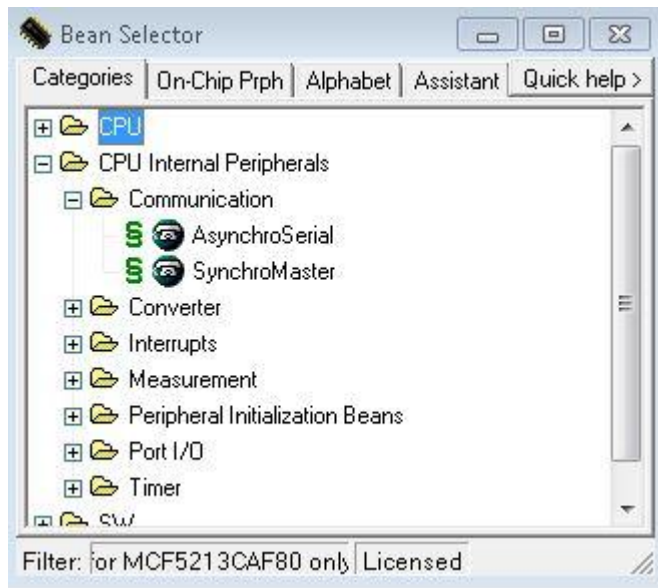 Bean Selector
Categories On-Chip Prph Alphabet Assistant Quick help >
CPU
CPU Internal Peripherals
Communication
AsynchroSerial
SynchroMaster
Converter
Interrupts
Measurement
Peripheral Initialization Beans
Port I/O
Timer
SW
Filter: for MCF5213CAF80 only Licensed